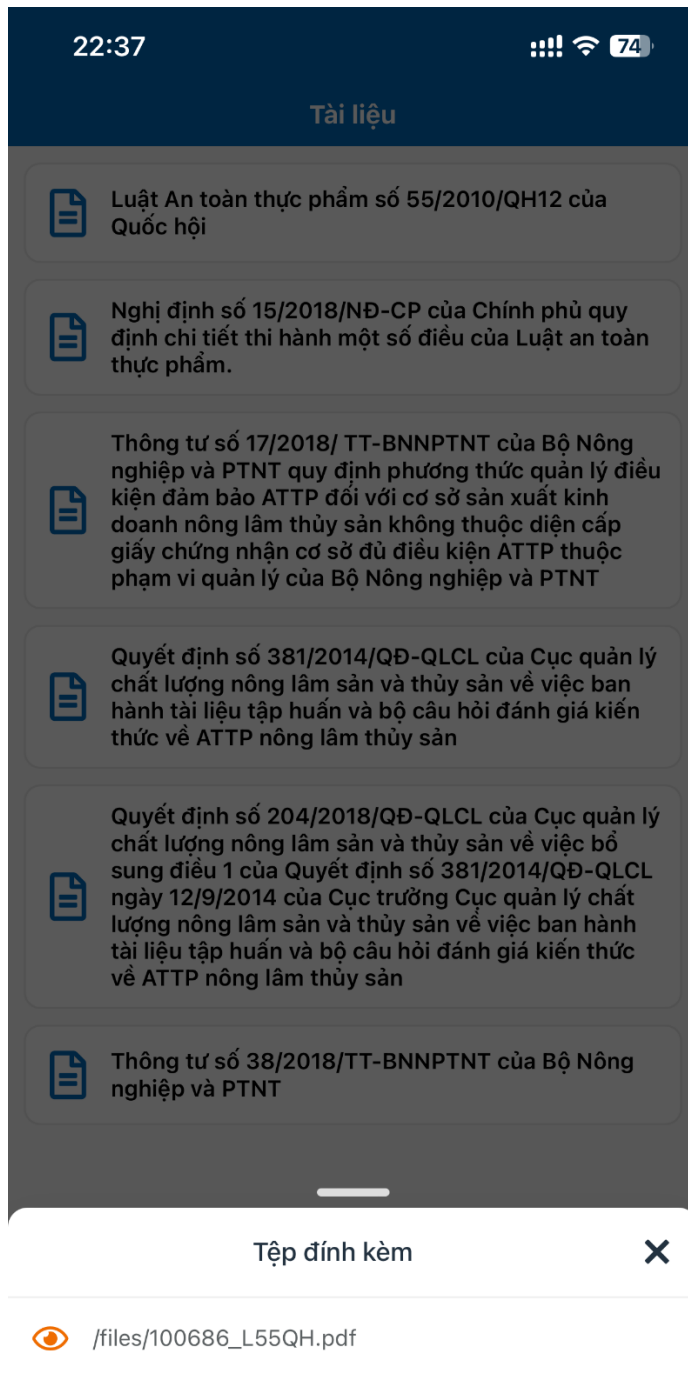 22:37
74
Tài liệu
Luật An toàn thực phẩm số 55/2010/QH12 của
Quốc hội
Nghị định số 15/2018/NĐ-CP của Chính phủ quy
định chi tiết thi hành một số điều của Luật an toàn
thực phẩm.
Thông tư số 17/2018/ TT-BNNPTNT của Bộ Nông
nghiệp và PTNT quy định phương thức quản lý điều
kiện đảm bảo ATTP đối với cơ sở sản xuất kinh
doanh nông lâm thủy sản không thuộc diện cấp
giấy chứng nhận cơ sở đủ điều kiện ATTP thuộc
phạm vi quản lý của Bộ Nông nghiệp và PTNT
Quyết định số 381/2014/QĐ-QLCL của Cục quản lý
chất lượng nông lâm sản và thủy sản về việc ban
hành tài liệu tập huấn và bộ câu hỏi đánh giá kiến
thức về ATTP nông lâm thủy sản
Quyết định số 204/2018/QĐ-QLCL của Cục quản lý
chất lượng nông lâm sản và thủy sản về việc bổ
sung điều 1 của Quyết định số 381/2014/QĐ-QLCL
ngày 12/9/2014 của Cục trưởng Cục quản lý chất
lượng nông lâm sản và thủy sản về việc ban hành
tài liệu tập huấn và bộ câu hỏi đánh giá kiến thức
về ATTP nông lâm thủy sản
Thông tư số 38/2018/TT-BNNPTNT của Bộ Nông
nghiệp và PTNT
Tệp đính kèm
/files/100686_L55QH.pdf